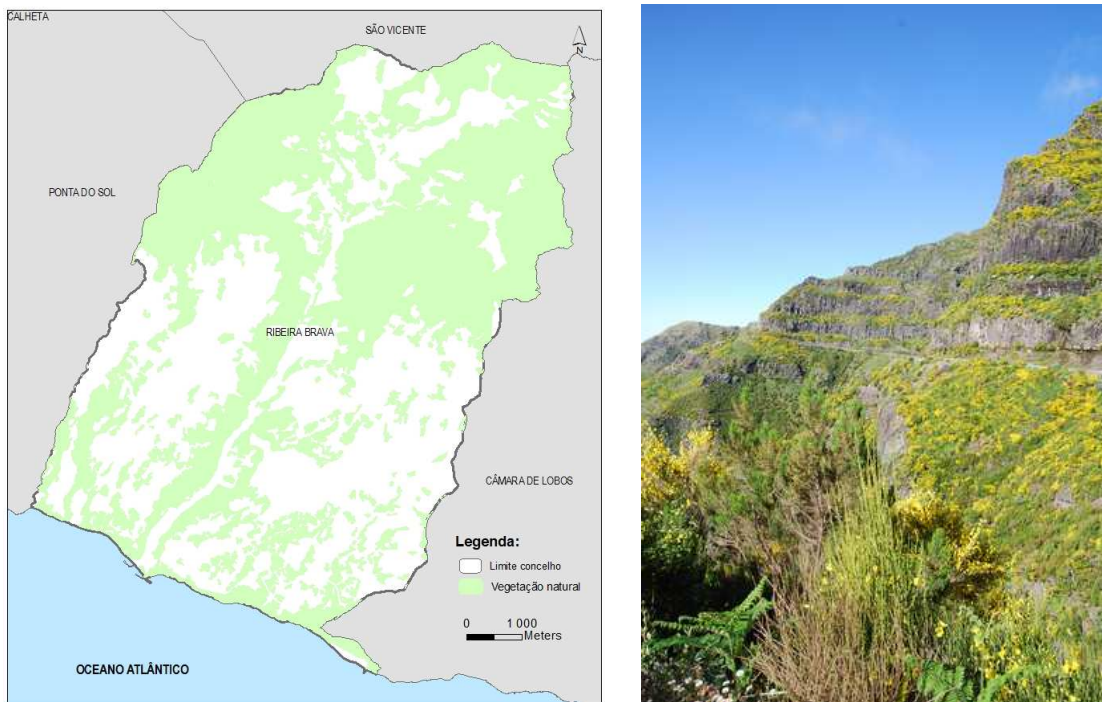 CALHETA
SÃO VICENTE
N
PONTA DO SOL
RIBEIRA BRAVA
CÂMARA DE LOBOS
Legenda:
Limite concelho
Vegetação natural
0 1 000
Meters
OCEANO ATLÂNTICO